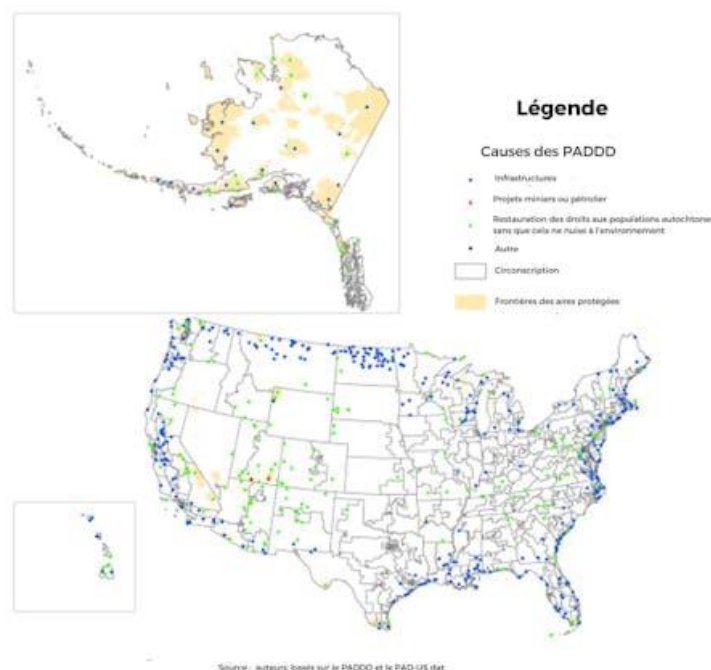 Légende
Causes des PADDD
Infrastructures
Projets miniers ou pétrolier
Restauration des droits aux populations autochtone
sans que cela ne nuise à l'environnement
Autre
Circonscription
Frontières des aires protégées
Source : auteurs, basés sur le PADDD et le PAD-US dat